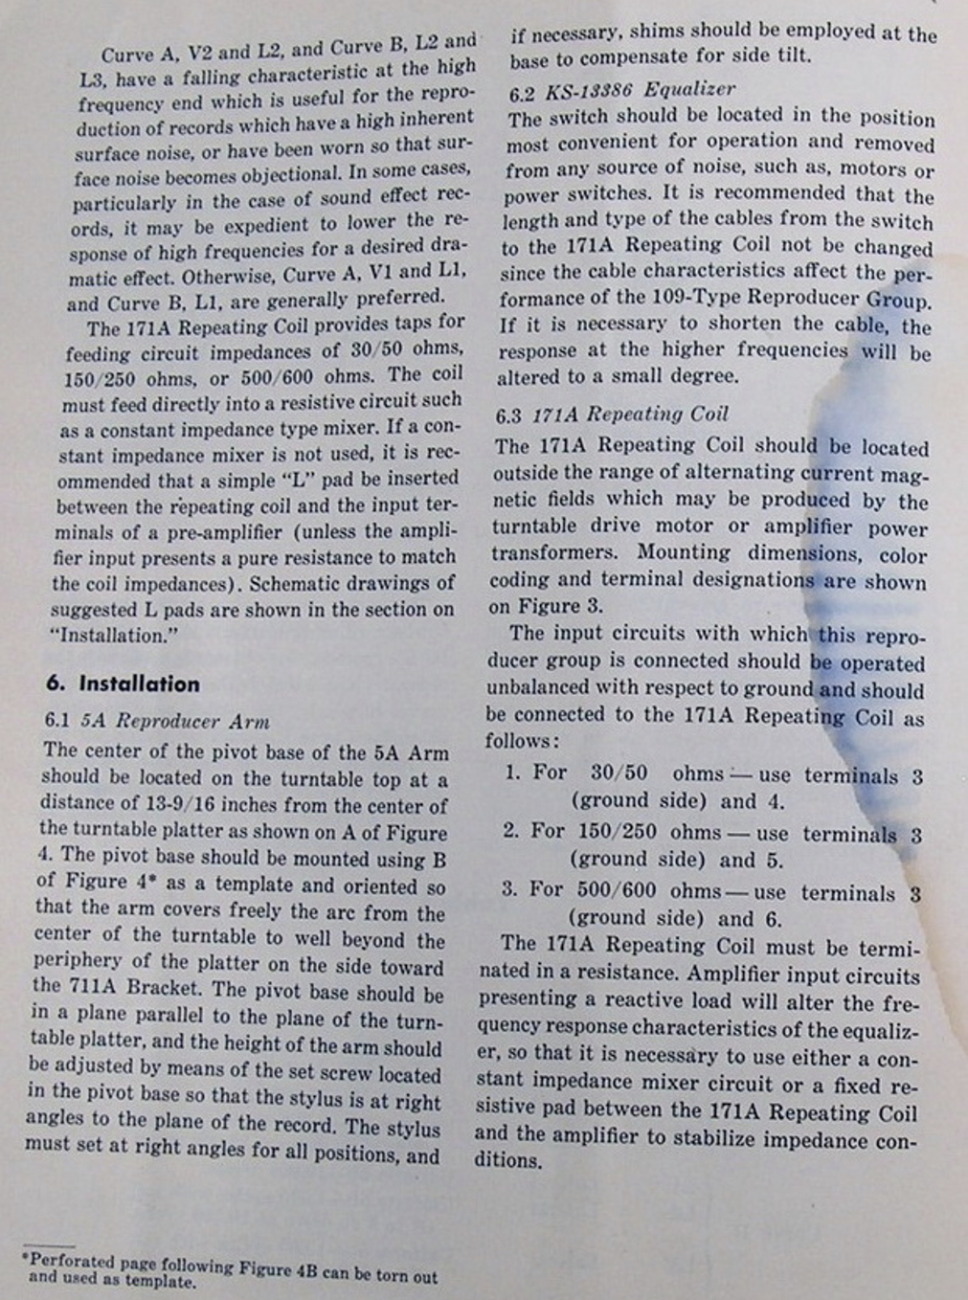 Curve A, V2 and L2, and Curve B, L2 and
L3, have a falling characteristic at the high
frequency end which is useful for the repro-
duction of records which have a high inherent
surface noise, or have been worn so that sur-
face noise becomes objectional. In some cases,
particularly in the case of sound effect rec-
ords, it may be expedient to lower the re-
sponse of high frequencies for a desired dra-
matic effect. Otherwise, Curve A, V1 and L1,
and Curve B, L1, are generally preferred.
The 171A Repeating Coil provides taps for
feeding circuit impedances of 30/50 ohms,
150/250 ohms, or 500/600 ohms. The coil
must feed directly into a resistive circuit such
as a constant impedance type mixer. If a con-
stant impedance mixer is not used, it is rec-
ommended that a simple “L” pad be inserted
between the repeating coil and the input ter-
minals of a pre-amplifier (unless the ampli-
fier input presents a pure resistance to match
the coil impedances). Schematic drawings of
suggested L pads are shown in the section on
“Installation.”
6. Installation
6.1 5A Reproducer Arm
The center of the pivot base of the 5A Arm
should be located on the turntable top at a
distance of 13-9/16 inches from the center of
the turntable platter as shown on A of Figure
4. The pivot base should be mounted using B
of Figure 4* as a template and oriented so
that the arm covers freely the arc from the
center of the turntable to well beyond the
periphery of the platter on the side toward
the 711A Bracket. The pivot base should be
in a plane parallel to the plane of the turn-
table platter, and the height of the arm should
be adjusted by means of the set screw located
in the pivot base so that the stylus is at right
angles to the plane of the record. The stylus
must set at right angles for all positions, and
*Perforated page following Figure 4B can be torn out
and used as template.
if necessary, shims should be employed at the
base to compensate for side tilt.
6.2 KS-13386 Equalizer
The switch should be located in the position
most convenient for operation and removed
from any source of noise, such as, motors or
power switches. It is recommended that the
length and type of the cables from the switch
to the 171A Repeating Coil not be changed
since the cable characteristics affect the per-
formance of the 109-Type Reproducer Group.
If it is necessary to shorten the cable, the
response at the higher frequencies will be
altered to a small degree.
6.3 171A Repeating Coil
The 171A Repeating Coil should be located
outside the range of alternating current mag-
netic fields which may be produced by the
turntable drive motor or amplifier power
transformers. Mounting dimensions, color
coding and terminal designations are shown
on Figure 3.
The input circuits with which this repro-
ducer group is connected should be operated
unbalanced with respect to ground and should
be connected to the 171A Repeating Coil as
follows:
1. For 30/50 ohms — use terminals 3
(ground side) and 4.
2. For 150/250 ohms — use terminals 3
(ground side) and 5.
3. For 500/600 ohms — use terminals 3
(ground side) and 6.
The 171A Repeating Coil must be termi-
nated in a resistance. Amplifier input circuits
presenting a reactive load will alter the fre-
quency response characteristics of the equaliz-
er, so that it is necessary to use either a con-
stant impedance mixer circuit or a fixed re-
sistive pad between the 171A Repeating Coil
and the amplifier to stabilize impedance con-
ditions.